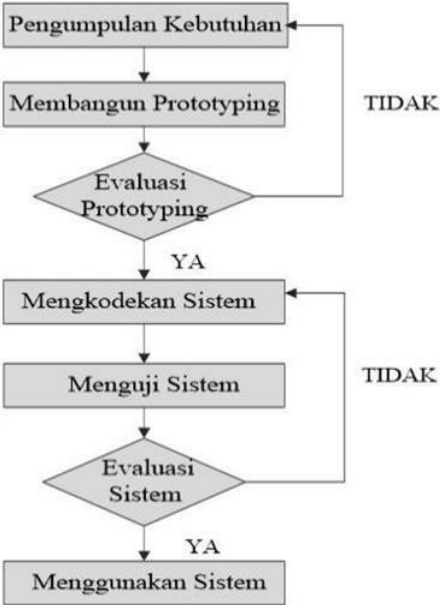 Pengumpulan Kebutuhan
Membangun Prototyping
TIDAK
Evaluasi
Prototyping
YA
Mengkodekan Sistem
Menguji Sistem
TIDAK
Evaluasi
Sistem
YA
Menggunakan Sistem